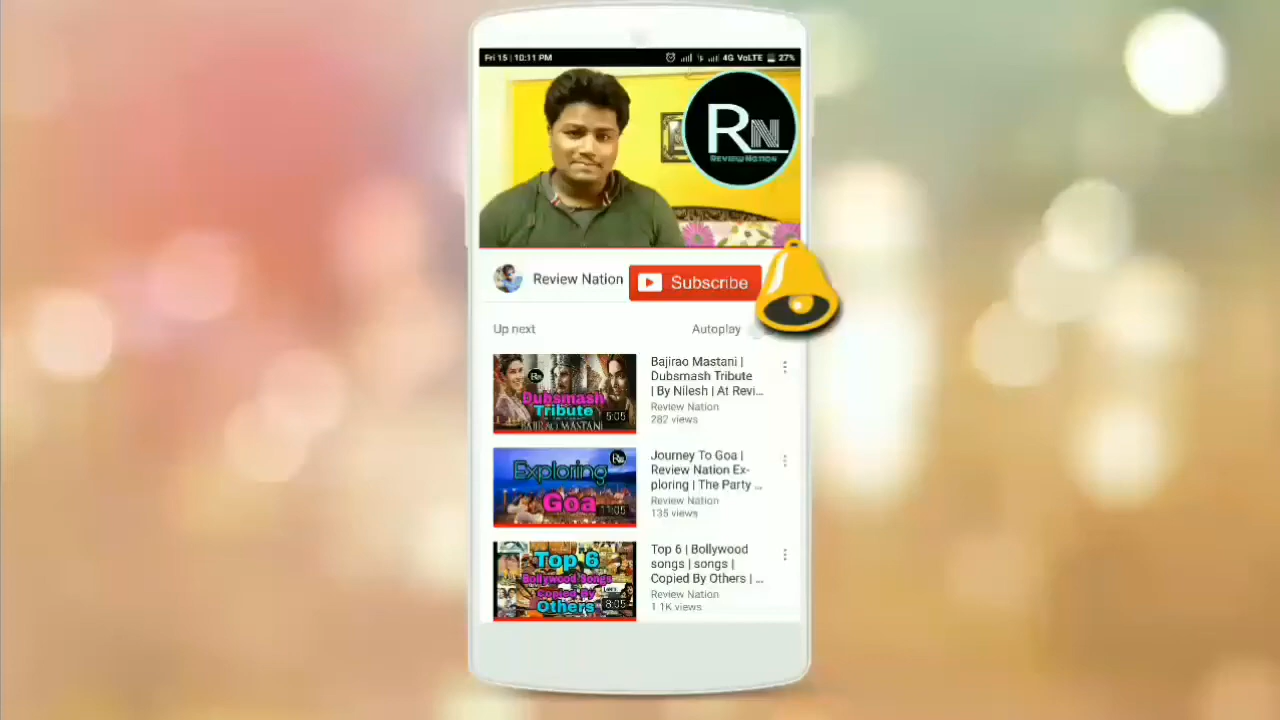 Fri 15 | 10:11 PM
4G VoLTE 27%
RN
Review Nation
Review Nation
Subscribe
Up next
Autoplay
Dubsmash
Tribute
5:05
BAJIRAO MASTANI
Bajirao Mastani |
Dubsmash Tribute
| By Nilesh | At Revi...
Review Nation
282 views
Exploring
RN
Goa
11:05
Journey To Goa |
Review Nation Ex-
ploring | The Party ...
Review Nation
135 views
Top 6
Bollywood Songs
Copied By
Others
8:05
Top 6 | Bollywood
songs | songs |
Copied By Others | ...
Review Nation
1.1K views